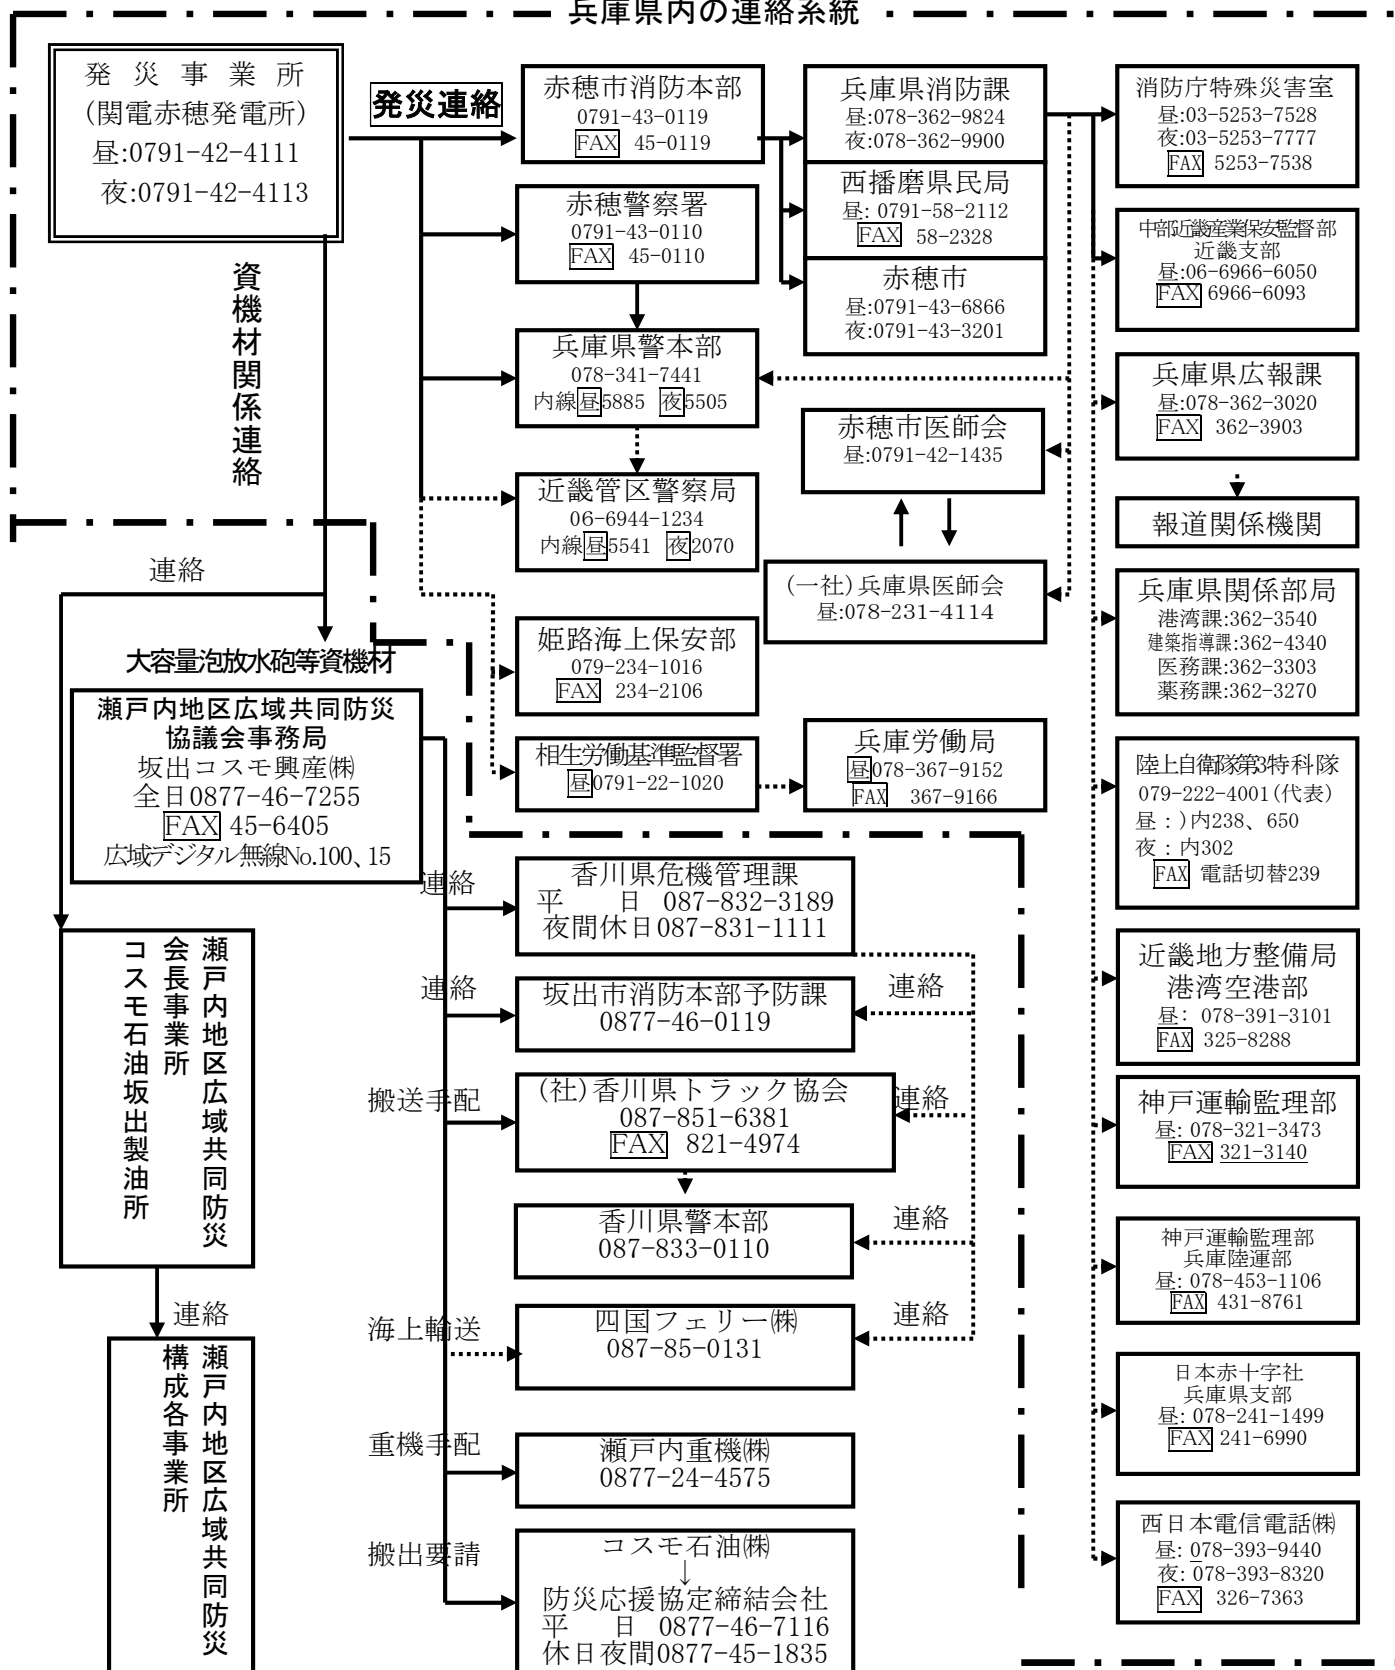 兵庫県内の連絡系統
発 災 事 業 所
(関電赤穂発電所)
昼:0791-42-4111
夜:0791-42-4113
発災連絡
資機材関係連絡
赤穂市消防本部
0791-43-0119
FAX 45-0119
赤穂警察署
0791-43-0110
FAX 45-0110
兵庫県警本部
078-341-7441
内線昼5885 夜5505
近畿管区警察局
06-6944-1234
内線昼5541 夜2070
姫路海上保安部
079-234-1016
FAX 234-2106
相生労働基準監督署
昼0791-22-1020
兵庫県消防課
昼:078-362-9824
夜:078-362-9900
西播磨県民局
昼: 0791-58-2112
FAX 58-2328
赤穂市
昼:0791-43-6866
夜:0791-43-3201
赤穂市医師会
昼:0791-42-1435
(一社)兵庫県医師会
昼:078-231-4114
兵庫労働局
昼078-367-9152
FAX 367-9166
消防庁特殊災害室
昼:03-5253-7528
夜:03-5253-7777
FAX 5253-7538
中部近畿産業保安監督部
近畿支部
昼:06-6966-6050
FAX 6966-6093
兵庫県広報課
昼:078-362-3020
FAX 362-3903
報道関係機関
兵庫県関係部局
港湾課:362-3540
建築指導課:362-4340
医務課:362-3303
薬務課:362-3270
陸上自衛隊第3特科隊
079-222-4001(代表)
昼：)内238、650
夜：内302
FAX 電話切替239
近畿地方整備局
港湾空港部
昼: 078-391-3101
FAX 325-8288
神戸運輸監理部
昼: 078-321-3473
FAX 321-3140
神戸運輸監理部
兵庫陸運部
昼: 078-453-1106
FAX 431-8761
日本赤十字社
兵庫県支部
昼: 078-241-1499
FAX 241-6990
西日本電信電話㈱
昼: 078-393-9440
夜: 078-393-8320
FAX 326-7363
連絡
大容量泡放水砲等資機材
瀬戸内地区広域共同防災
協議会事務局
坂出コスモ興産㈱
全日0877-46-7255
FAX 45-6405
広域デジタル無線No.100、15
瀬戸内地区広域共同防災
会長事業所
コスモ石油坂出製油所
連絡
瀬戸内地区広域共同防災
構成各事業所
連絡
香川県危機管理課
平 日 087-832-3189
夜間休日087-831-1111
連絡
坂出市消防本部予防課
0877-46-0119
連絡
搬送手配
(社)香川県トラック協会
087-851-6381
FAX 821-4974
連絡
香川県警本部
087-833-0110
連絡
海上輸送
四国フェリー㈱
087-85-0131
連絡
重機手配
瀬戸内重機㈱
0877-24-4575
搬出要請
コスモ石油㈱
↓
防災応援協定締結会社
平 日 0877-46-7116
休日夜間0877-45-1835